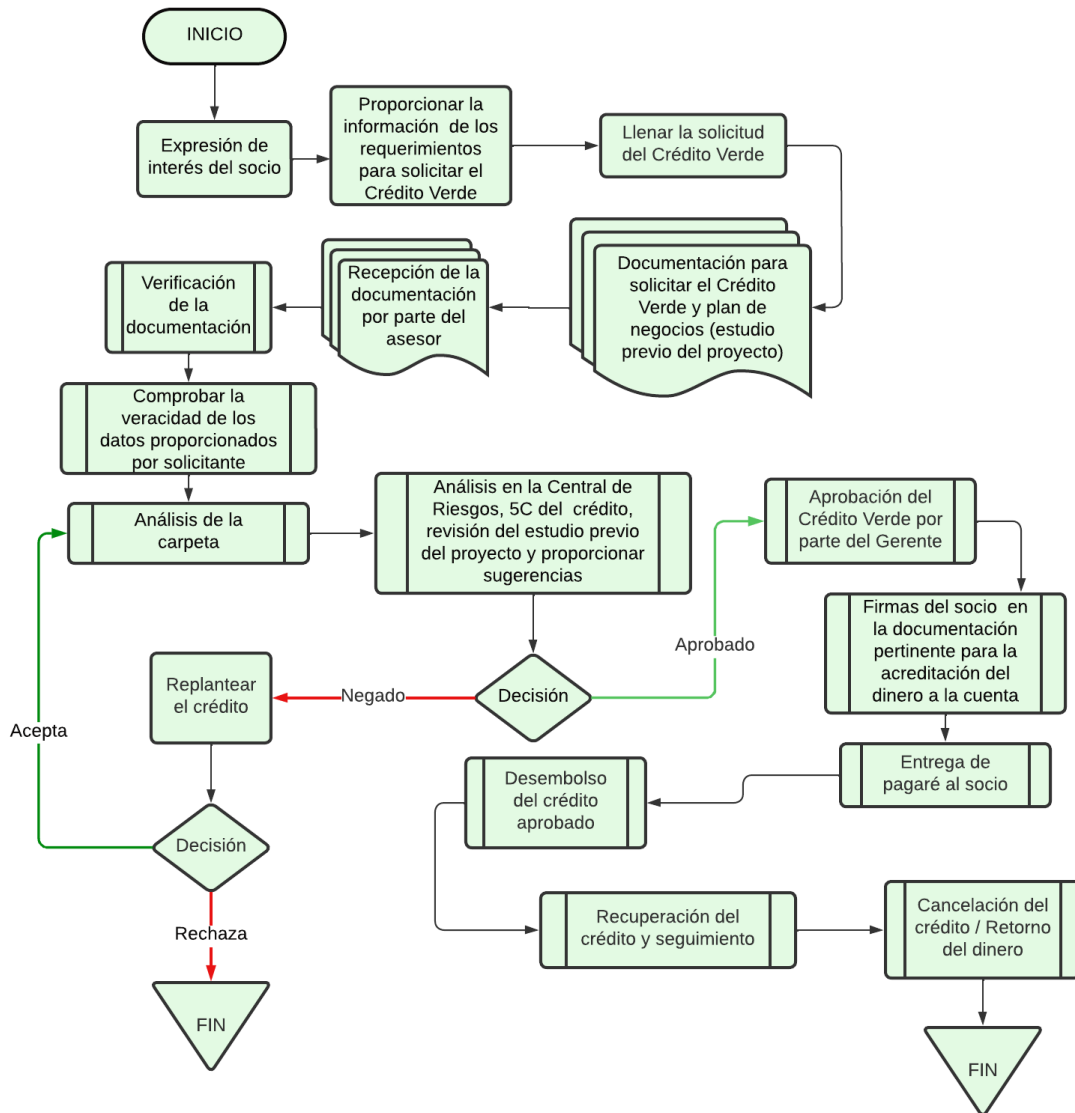 INICIO
Expresión de
interés del socio
Proporcionar la
información de los
requerimientos
para solicitar el
Crédito Verde
Llenar la solicitud
del Crédito Verde
Documentación para
solicitar el Crédito
Verde y plan de
negocios (estudio
previo del proyecto)
Recepción de la
documentación
por parte del
asesor
Verificación
de la
documentación
Comprobar la
veracidad de los
datos proporcionados
por solicitante
Análisis de la
carpeta
Análisis en la Central de
Riesgos, 5C del crédito,
revisión del estudio previo
del proyecto y proporcionar
sugerencias
Decisión
Aprobado
Aprobación del
Crédito Verde por
parte del Gerente
Firmas del socio en
la documentación
pertinente para la
acreditación del
dinero a la cuenta
Entrega de
pagaré al socio
Desembolso
del crédito
aprobado
Recuperación del
crédito y seguimiento
Cancelación del
crédito / Retorno
del dinero
FIN
Negado
Replantear
el crédito
Decisión
Acepta
Rechaza
FIN